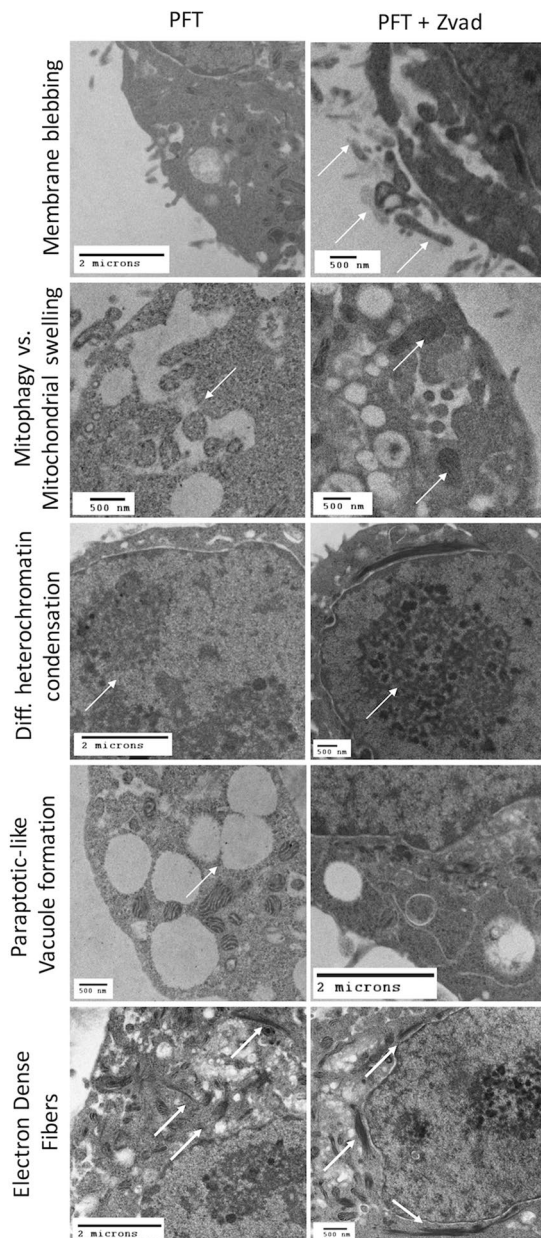 PFT
PFT + Zvad
Membrane blebbing
2 microns
500 nm
Mitophagy vs.
Mitochondrial swelling
500 nm
500 nm
Diff. heterochromatin
condensation
2 microns
500 nm
Paraptotic-like
Vacuole formation
500 nm
2 microns
Electron Dense
Fibers
2 microns
500 nm